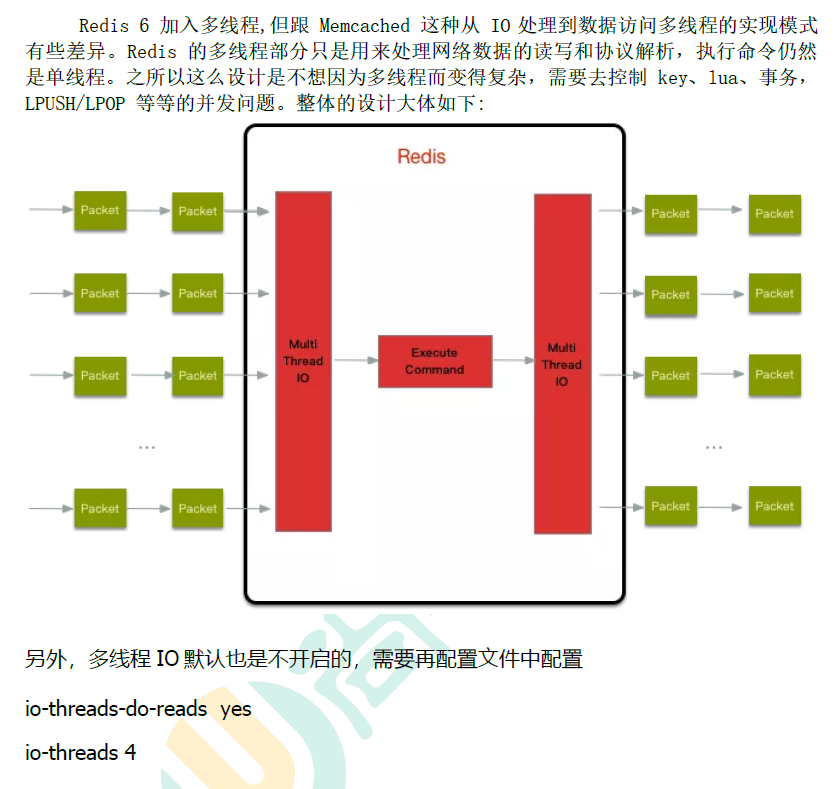 Redis 6 加入多线程,但跟 Memcached 这种从 IO 处理到数据访问多线程的实现模式
有些差异。Redis 的多线程部分只是用来处理网络数据的读写和协议解析，执行命令仍然
是单线程。之所以这么设计是不想因为多线程而变得复杂，需要去控制 key、lua、事务，
LPUSH/LPOP 等等的并发问题。整体的设计大体如下:
Redis
Packet Packet Packet Packet
Packet Packet Packet Packet
Multi
Thread
IO
Execute
Command
Multi
Thread
IO
Packet Packet Packet Packet
... ...
Packet Packet Packet Packet
另外，多线程 IO 默认也是不开启的，需要再配置文件中配置
io-threads-do-reads yes
io-threads 4